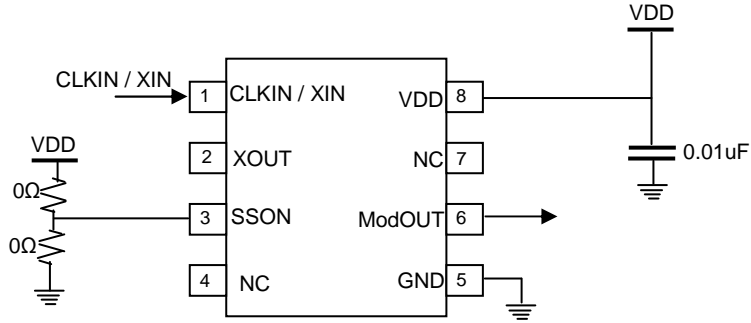 VDD
CLKIN / XIN
1
CLKIN / XIN
VDD
8
VDD
2
XOUT
NC
7
0.01uF
0Ω
3
SSON
ModOUT
6
0Ω
4
NC
GND
5